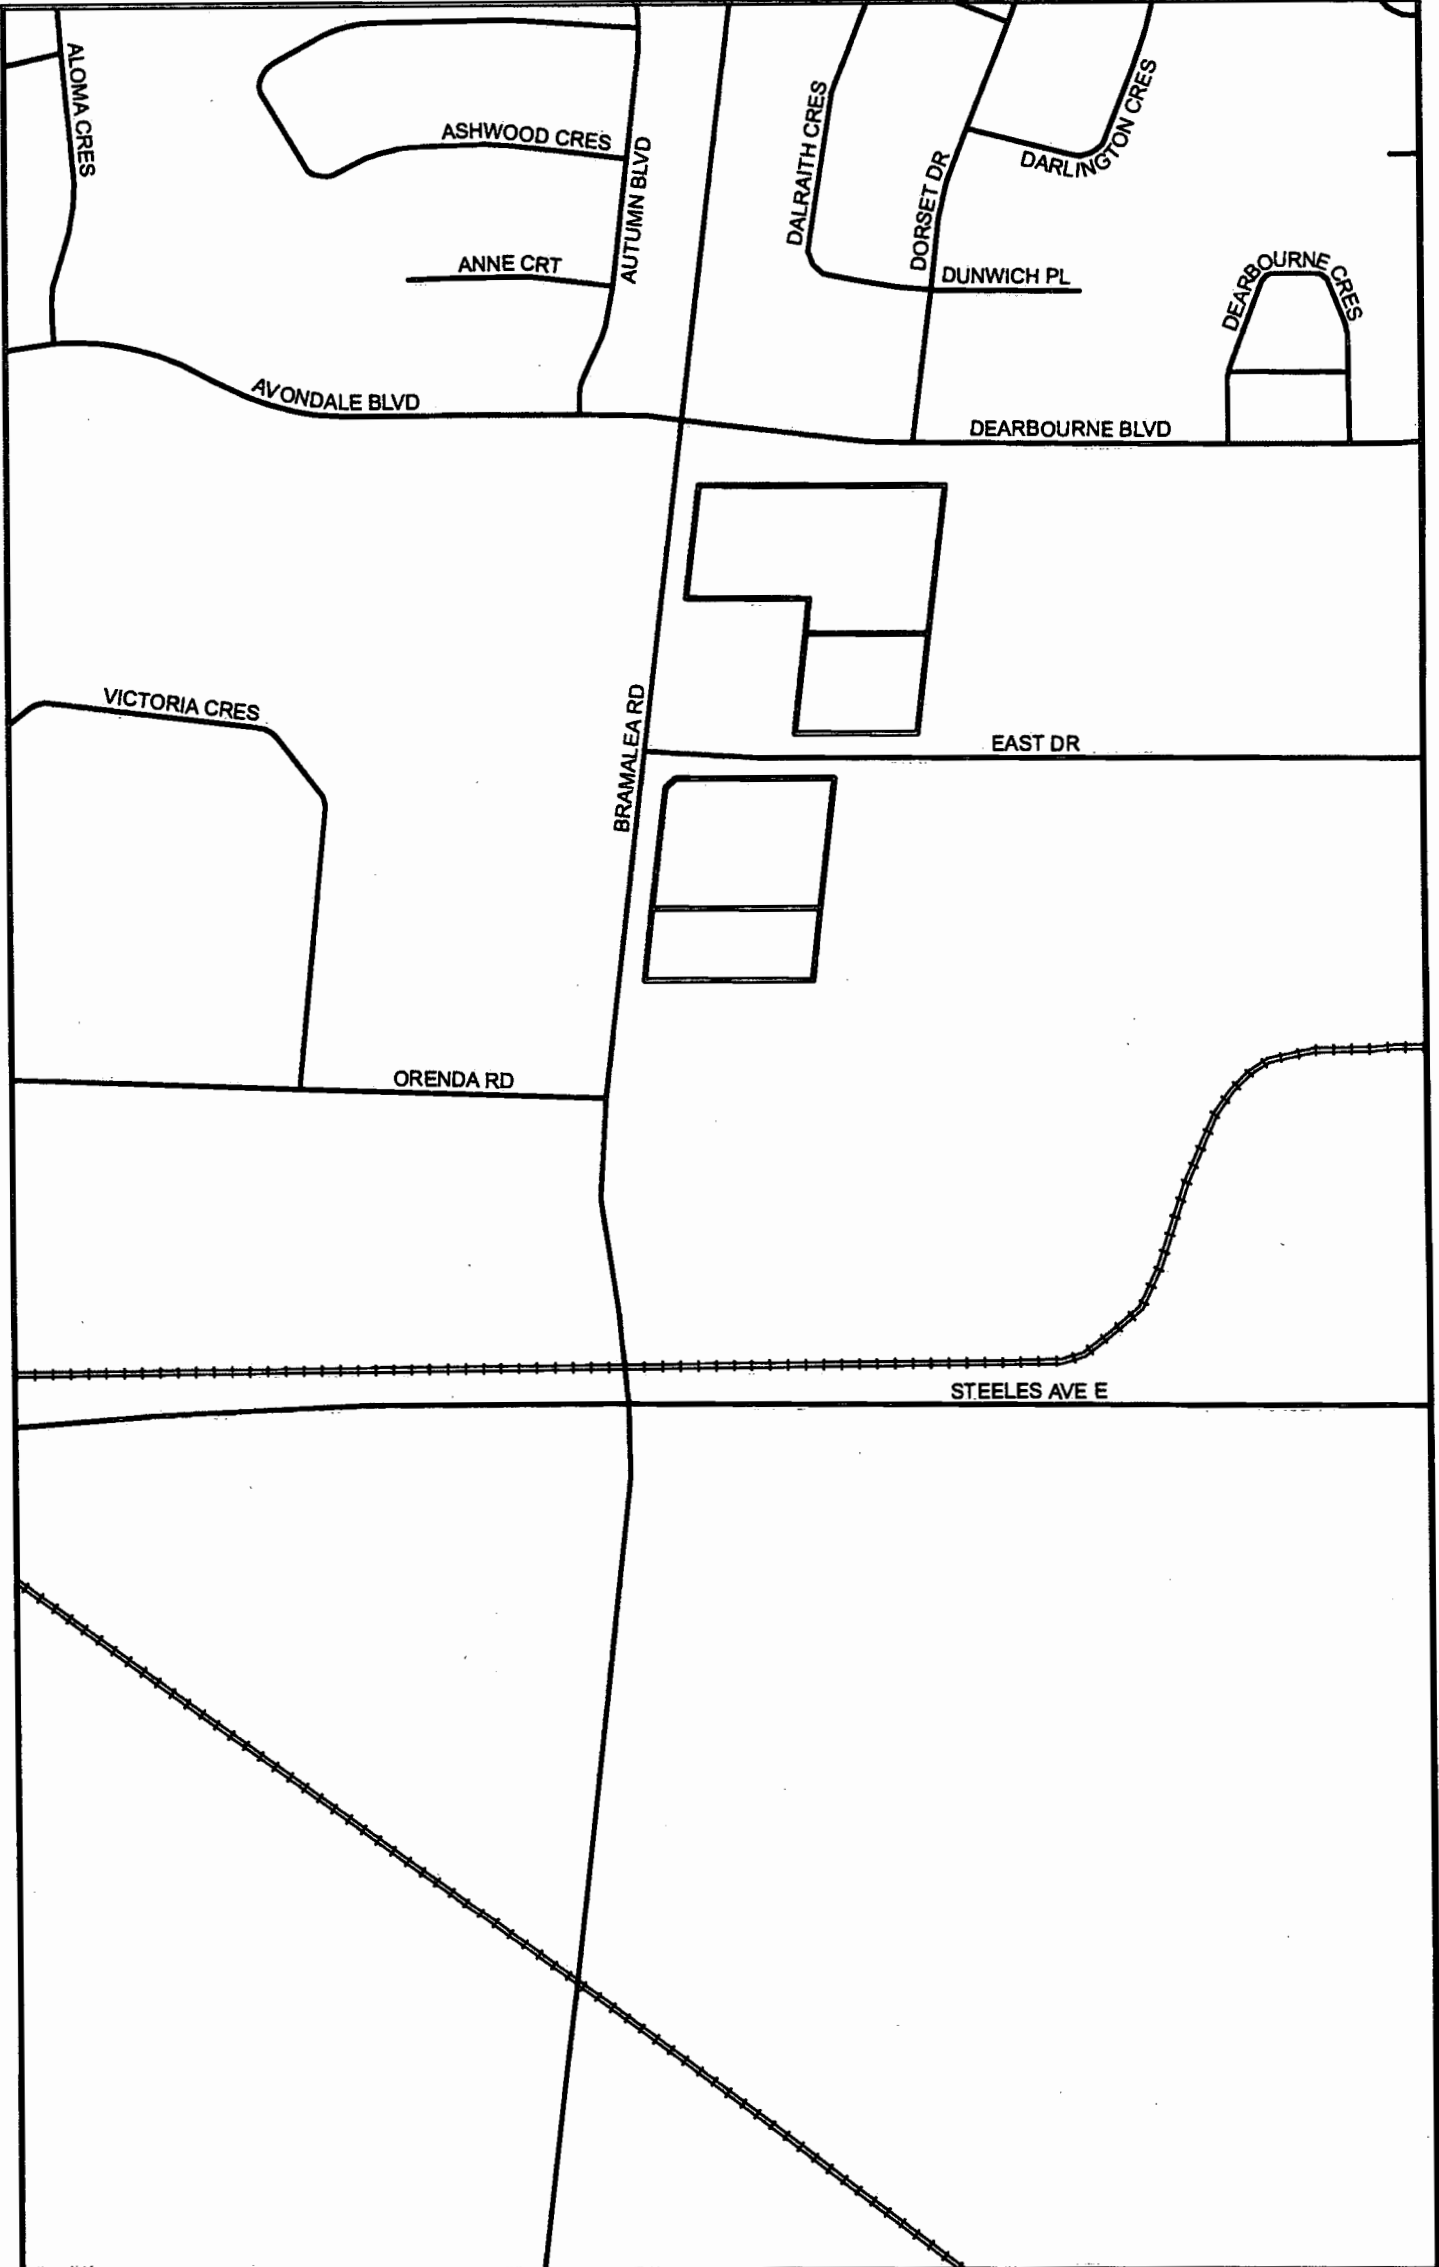 ALOMA CRES
ASHWOOD CRES
AUTUMN BLVD
ANNE CRT
DALRAITH CRES
DORSET DR
DARLINGTON CRES
DUNWICH PL
DEARBOURNE CRES
AVONDALE BLVD
DEARBOURNE BLVD
VICTORIA CRES
BRAMALEA RD
EAST DR
ORENDA RD
STEELES AVE E